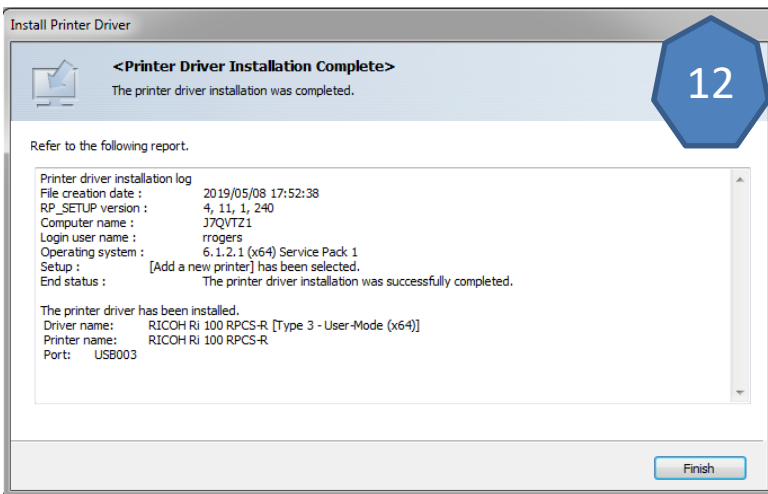 Install Printer Driver
<Printer Driver Installation Complete>
The printer driver installation was completed.
12
Refer to the following report.
Printer driver installation log
File creation date : 2019/05/08 17:52:38
RP_SETUP version : 4, 11, 1, 240
Computer name : J7QVTZ1
Login user name : rrogers
Operating system : 6.1.2.1 (x64) Service Pack 1
Setup : [Add a new printer] has been selected.
End status : The printer driver installation was successfully completed.
The printer driver has been installed.
Driver name: RICOH Ri 100 RPCS-R [Type 3 - User-Mode (x64)]
Printer name: RICOH Ri 100 RPCS-R
Port: USB003
Finish